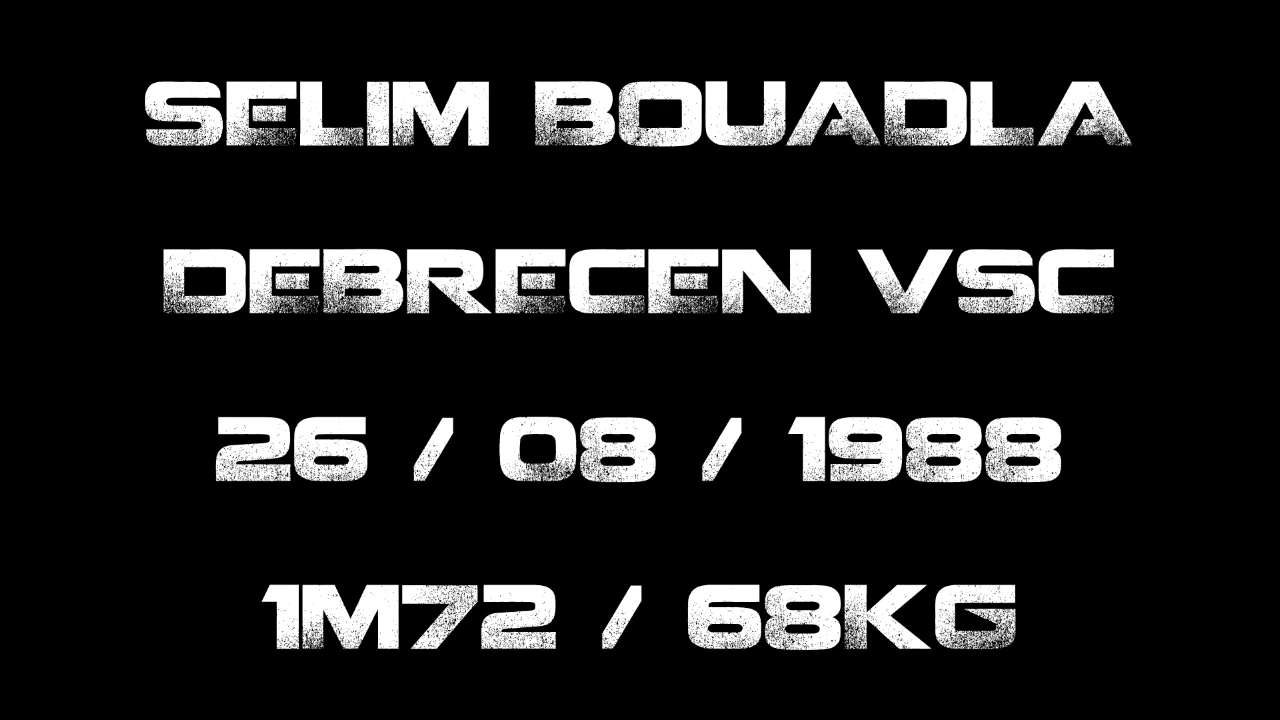 SELIM BOUADLA
DEBRECEN VSC
26 / 08 / 1988
1M72 / 68KG